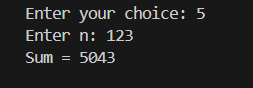 Enter your choice: 5
Enter n: 123
Sum = 5043